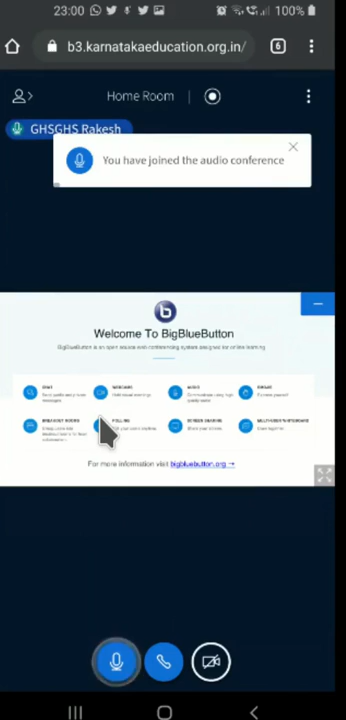 23:00
100%
b3.karnatakaeducation.org.in/
6
Home Room
GHSGHS Rakesh
You have joined the audio conference
Welcome To BigBlueButton
BigBlueButton is an open source web conferencing system designed for online learning
CHAT
WEBCAMS
AUDIO
EMOJIS
BREAKOUT ROOMS
POLLING
SCREEN SHARING
MULTI-USER WHITEBOARD
For more information visit bigbluebutton.org →